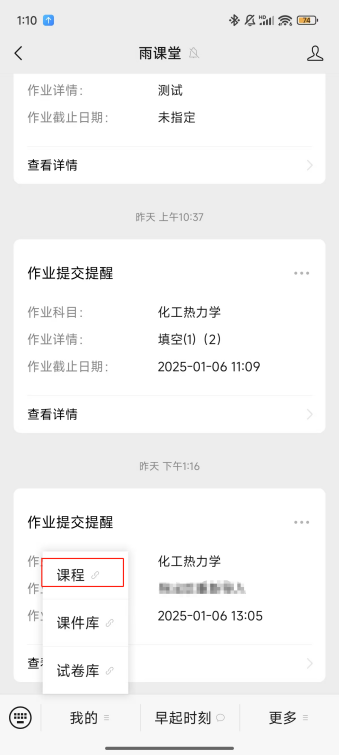 1:10
HD
74
雨课堂
作业详情: 测试
作业截止日期: 未指定
查看详情
昨天 上午10:37
作业提交提醒
作业科目: 化工热力学
作业详情: 填空(1)（2）
作业截止日期: 2025-01-06 11:09
查看详情
昨天 下午1:16
作业提交提醒
作 化工热力学
课程
作
作 2025-01-06 13:05
课件库
查
试卷库
我的
早起时刻
更多